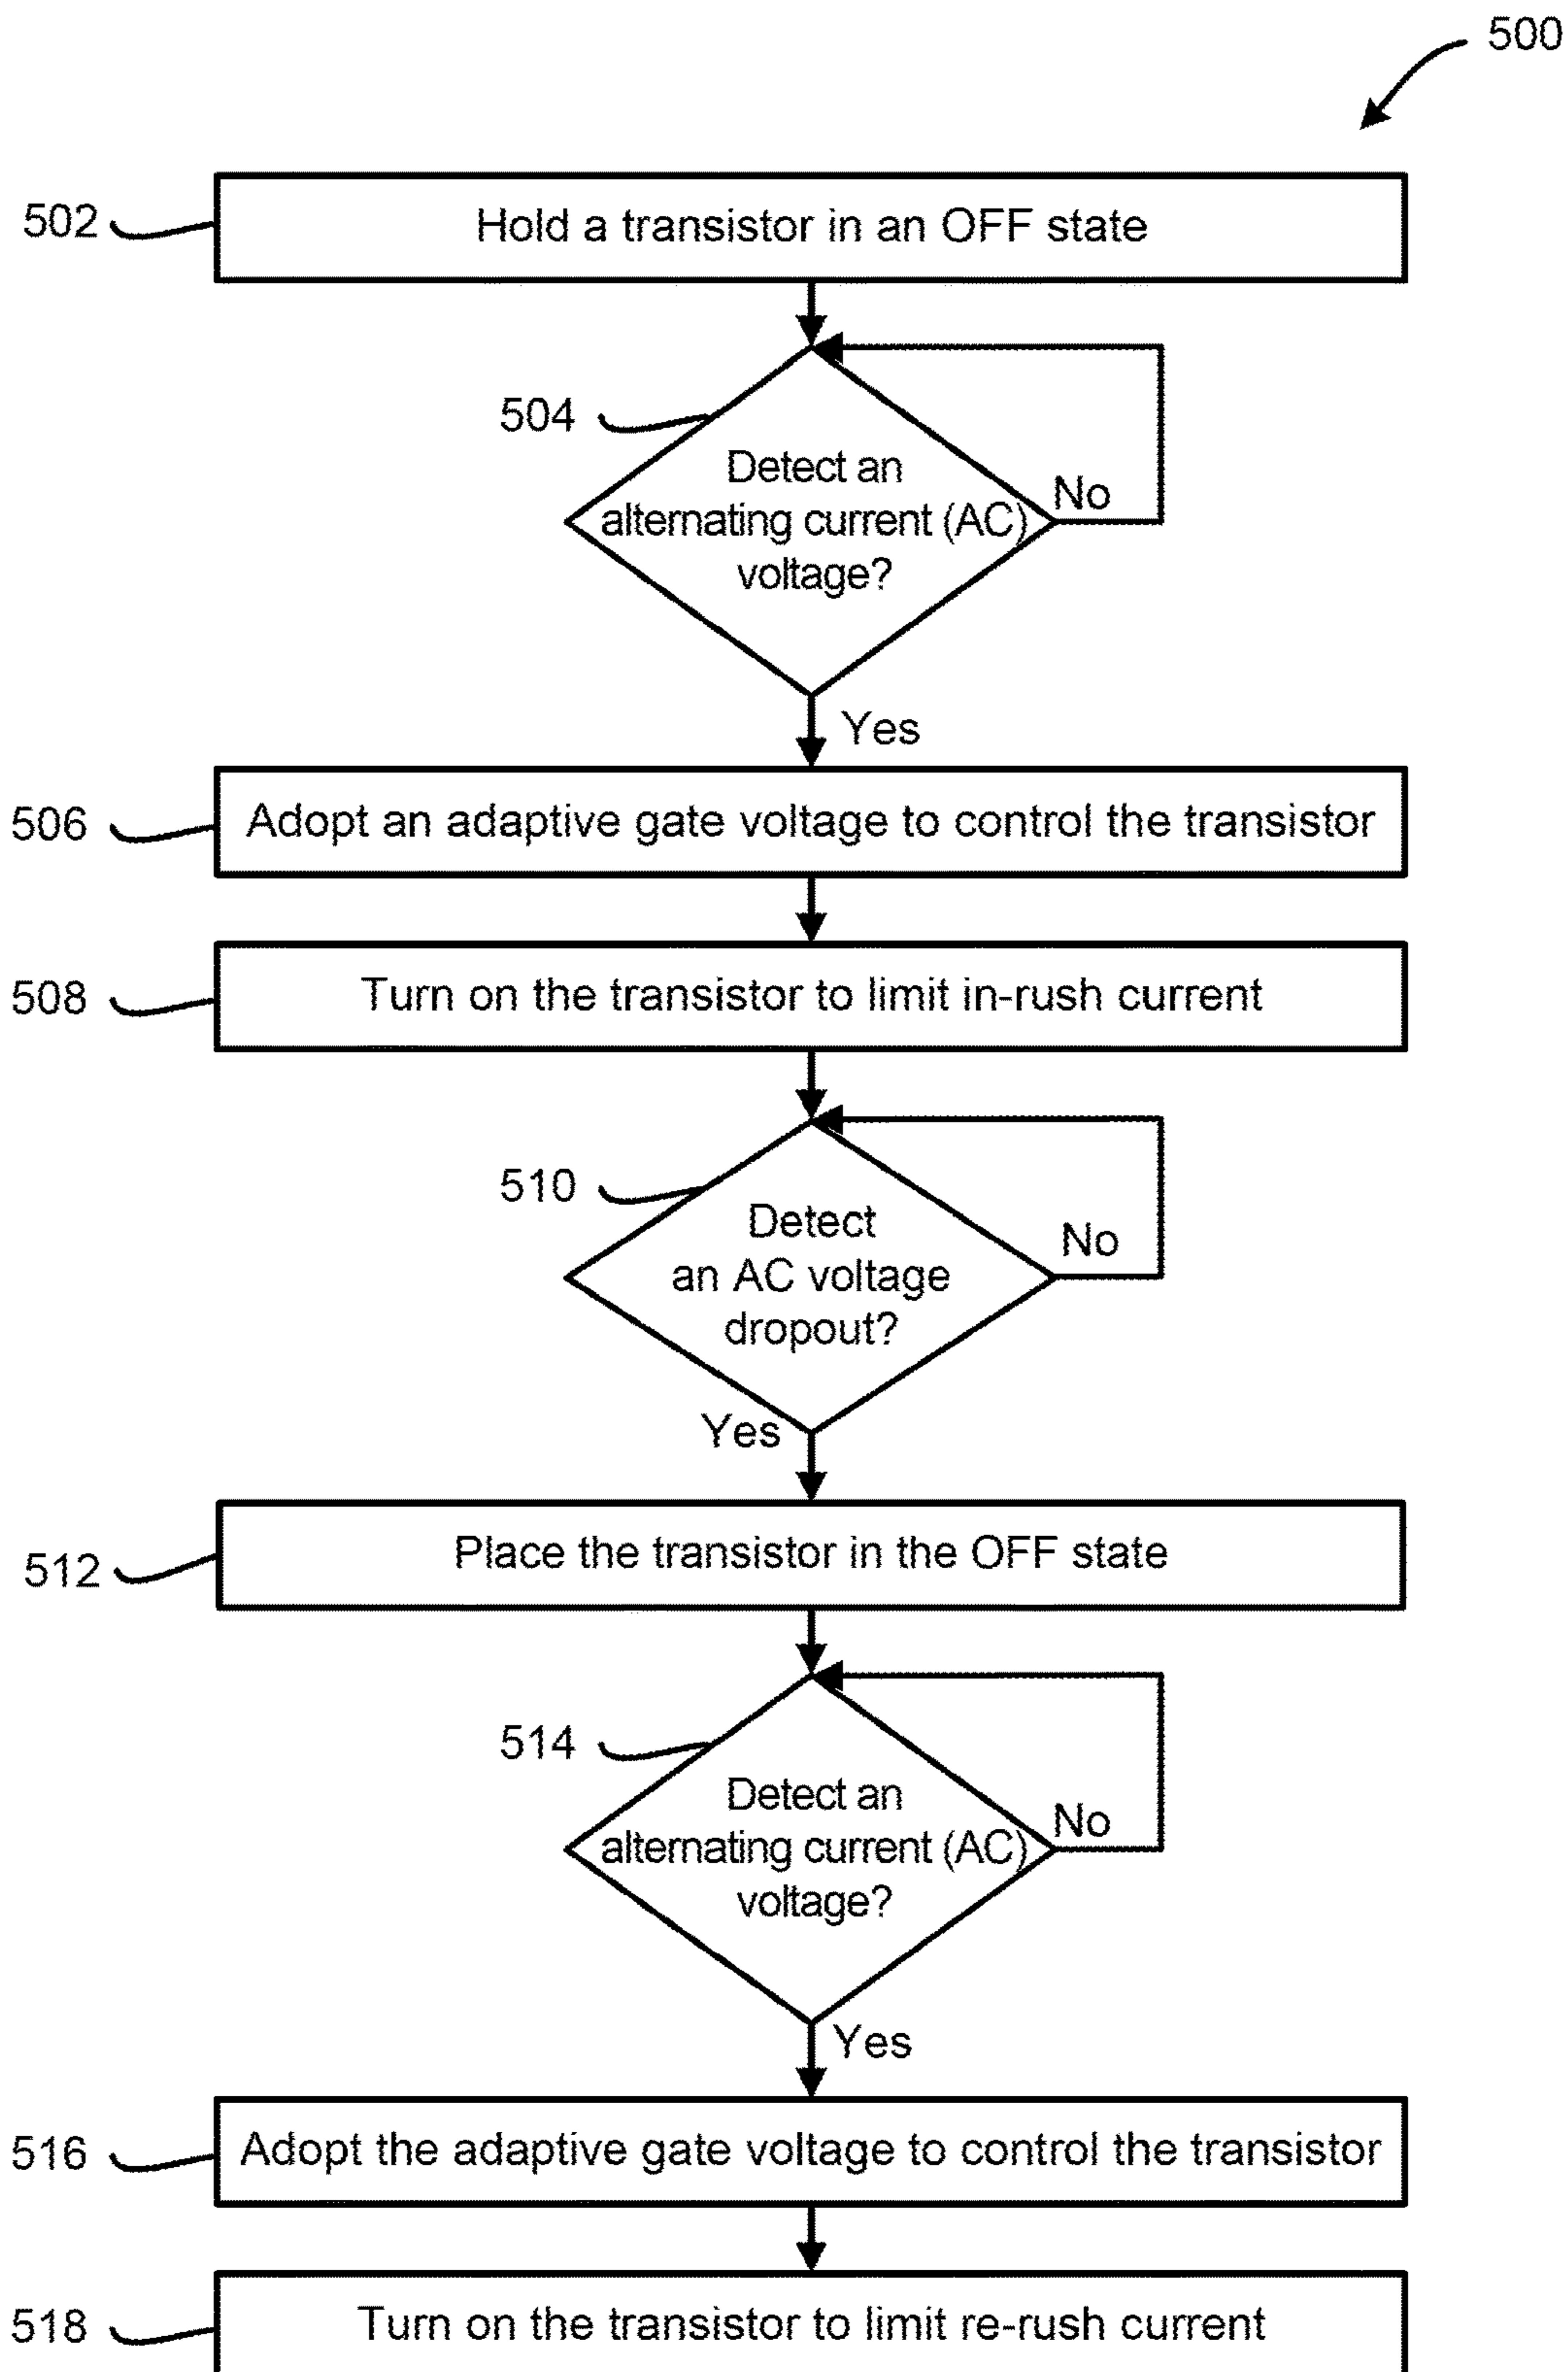 500
502
Hold a transistor in an OFF state
504
Detect an
alternating current (AC)
voltage?
No
Yes
506
Adopt an adaptive gate voltage to control the transistor
508
Turn on the transistor to limit in-rush current
510
Detect
an AC voltage
dropout?
No
Yes
512
Place the transistor in the OFF state
514
Detect an
alternating current (AC)
voltage?
No
Yes
516
Adopt the adaptive gate voltage to control the transistor
518
Turn on the transistor to limit re-rush current